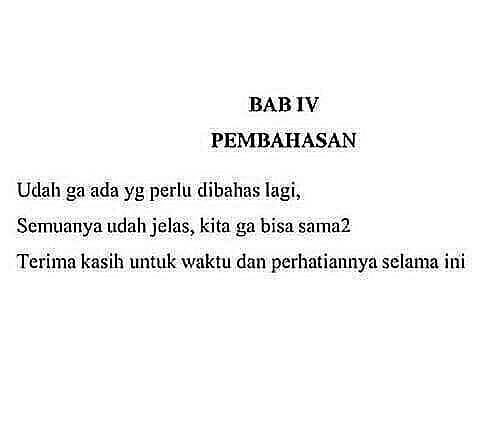 BAB IV
PEMBAHASAN
Udah ga ada yg perlu dibahas lagi,
Semuanya udah jelas, kita ga bisa sama2
Terima kasih untuk waktu dan perhatiannya selama ini